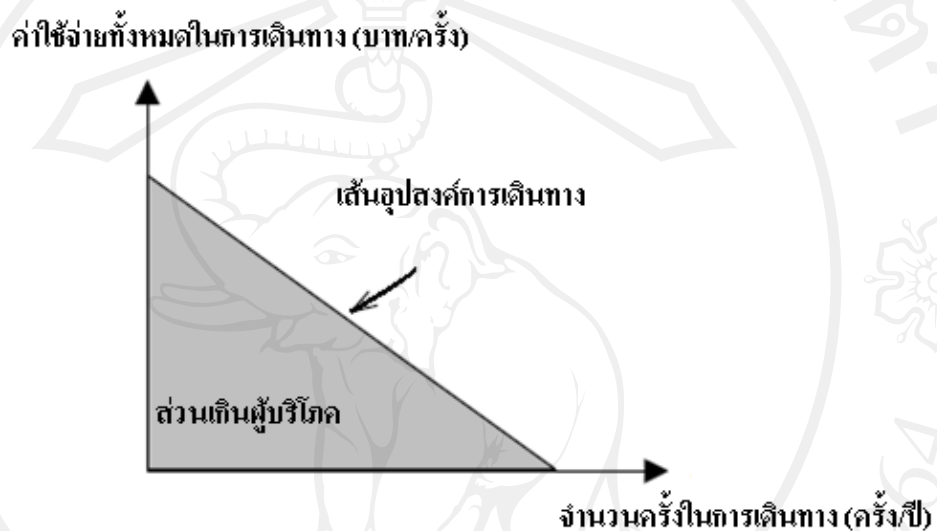 ค่าใช้จ่ายทั้งหมดในการเดินทาง (บาท/ครั้ง)
เส้นอุปสงค์การเดินทาง
ส่วนเกินผู้บริโภค
จำนวนครั้งในการเดินทาง (ครั้ง/ปี)